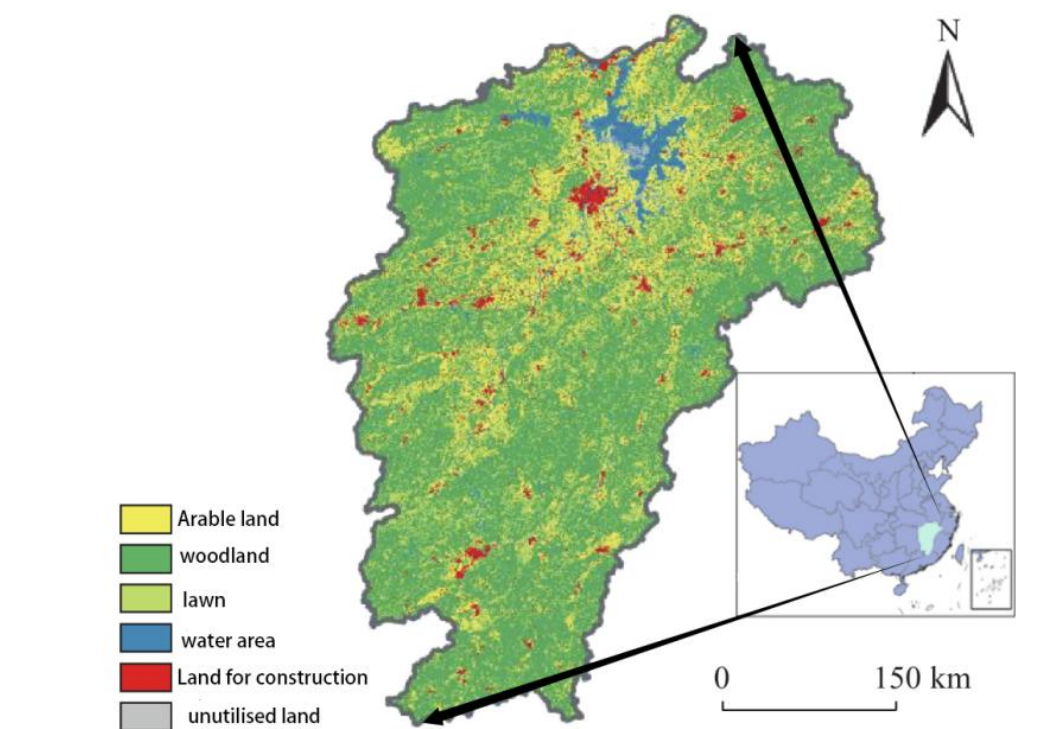 N
Arable land
woodland
lawn
water area
Land for construction
unutilised land
0 150 km